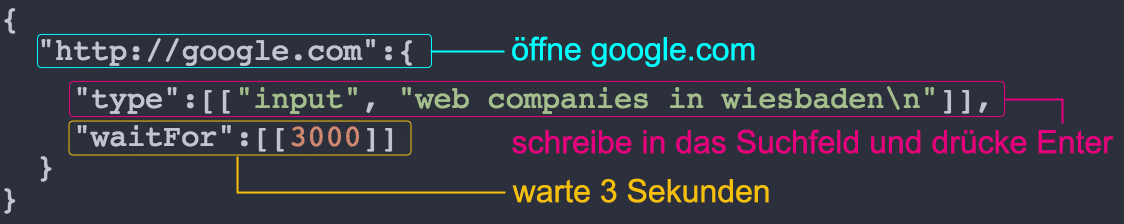 {
"http://google.com":{ öffne google.com
"type":[["input", "web companies in wiesbaden\n"]],
"waitFor":[[3000]] schreibe in das Suchfeld und drücke Enter
}
warte 3 Sekunden
}